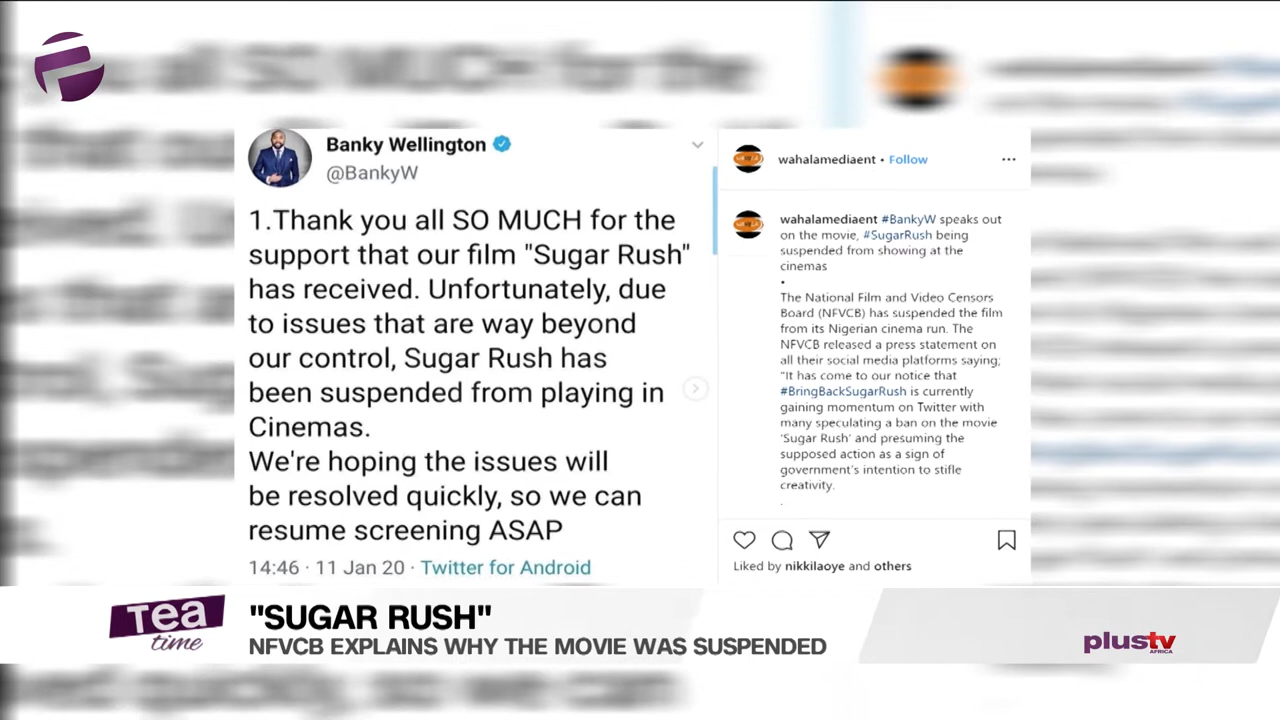 Banky Wellington
@BankyW
1.Thank you all SO MUCH for the
support that our film "Sugar Rush"
has received. Unfortunately, due
to issues that are way beyond
our control, Sugar Rush has
been suspended from playing in
Cinemas.
We're hoping the issues will
be resolved quickly, so we can
resume screening ASAP
14:46 · 11 Jan 20 · Twitter for Android
wahalamediaent • Follow
wahalamediaent #BankyW speaks out
on the movie, #SugarRush being
suspended from showing at the
cinemas
•
The National Film and Video Censors
Board (NFVCB) has suspended the film
from its Nigerian cinema run. The
NFVCB released a press statement on
all their social media platforms saying;
"It has come to our notice that
#BringBackSugarRush is currently
gaining momentum on Twitter with
many speculating a ban on the movie
'Sugar Rush' and presuming the
supposed action as a sign of
government's intention to stifle
creativity.
.
Liked by nikkilaoye and others
Tea
time
"SUGAR RUSH"
NFVCB EXPLAINS WHY THE MOVIE WAS SUSPENDED
plustv
AFRICA